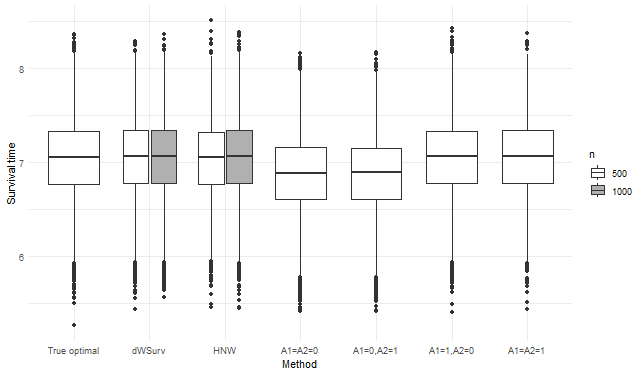 Survival time
8
7
6
True optimal
dWSurv
HNW
A1=A2=0
A1=0,A2=1
A1=1,A2=0
A1=A2=1
Method
n
500
1000